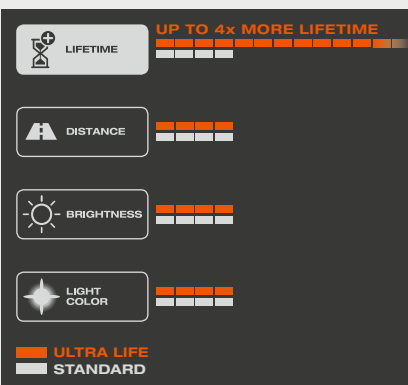 UP TO 4x MORE LIFETIME
LIFETIME
DISTANCE
BRIGHTNESS
LIGHT
COLOR
ULTRA LIFE
STANDARD